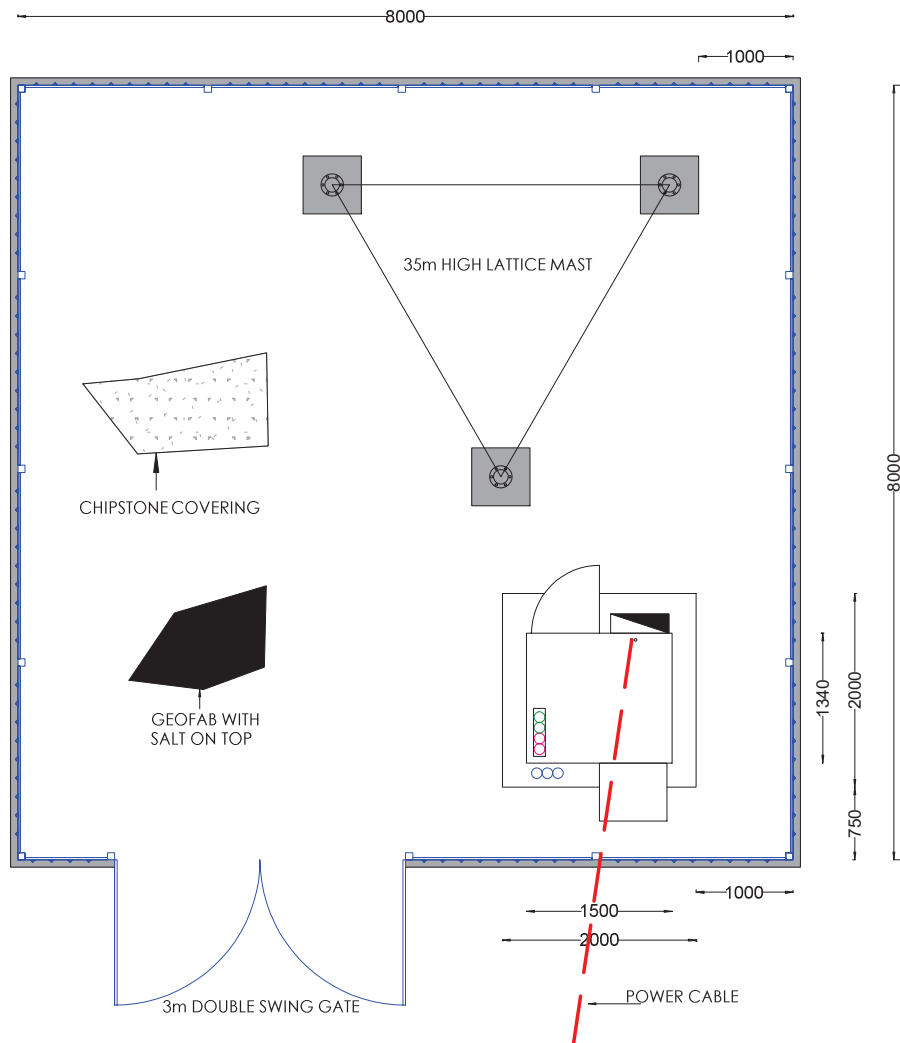 8000
1000
35m HIGH LATTICE MAST
CHIPSTONE COVERING
8000
GEOFAB WITH
SALT ON TOP
1340
2000
750
1000
1500
2000
POWER CABLE
3m DOUBLE SWING GATE